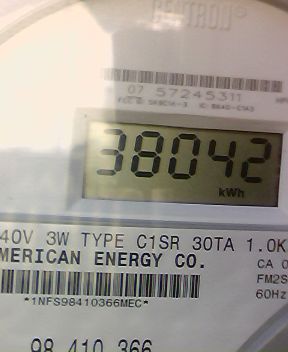 CENTRON®
07 57245311
38042
kWh
40V 3W TYPE C1SR 30TA 1.0K
MERICAN ENERGY CO.
CA 0
FM2S
60Hz
*1NFS98410366MEC*
98 410 366